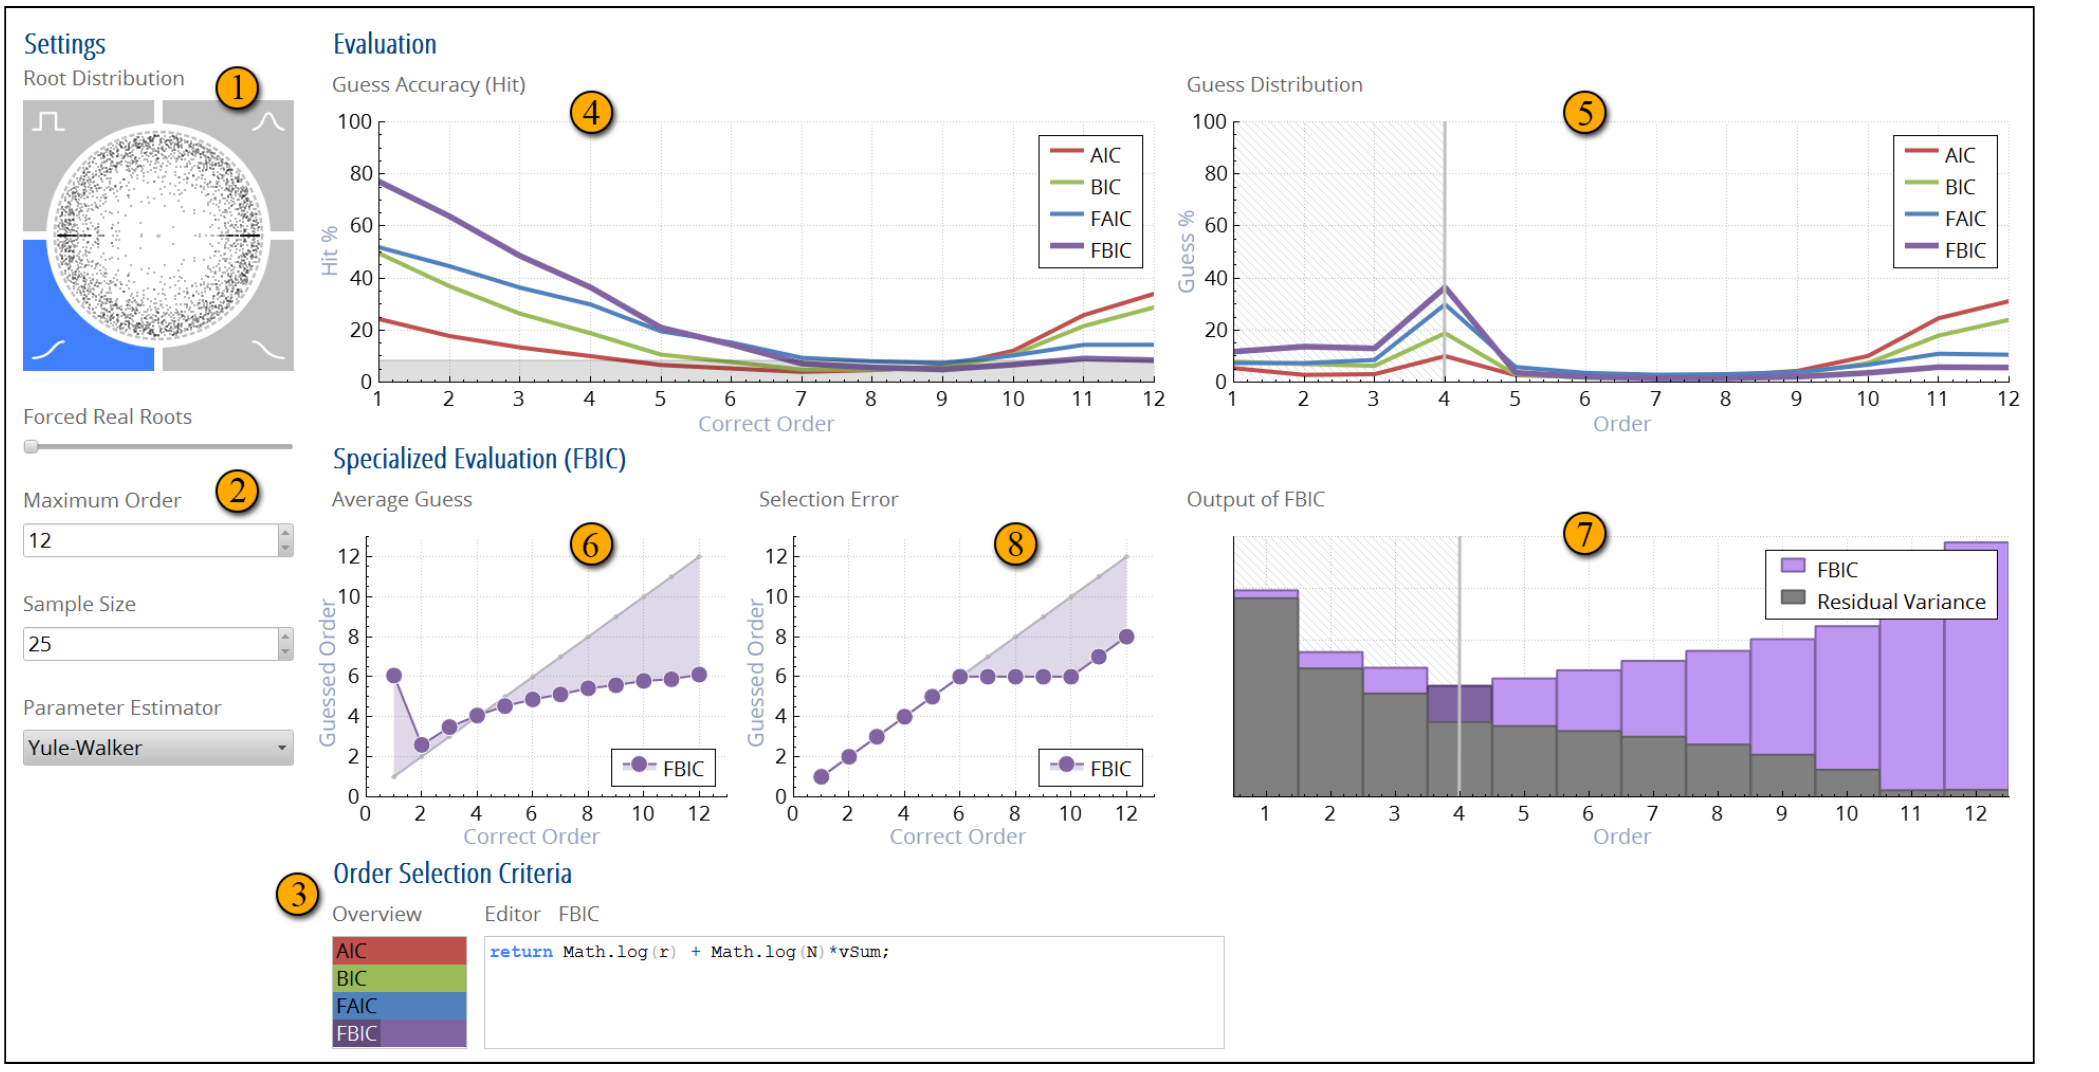 Settings
Root Distribution
1
Forced Real Roots
Maximum Order
2
12
Sample Size
25
Parameter Estimator
Yule-Walker
Evaluation
Guess Accuracy (Hit)
4
100
80
60
40
20
0
Hit %
1 2 3 4 5 6 7 8 9 10 11 12
Correct Order
AIC
BIC
FAIC
FBIC
Guess Distribution
5
100
80
60
40
20
0
Guess %
1 2 3 4 5 6 7 8 9 10 11 12
Order
AIC
BIC
FAIC
FBIC
Specialized Evaluation (FBIC)
Average Guess
6
12
10
8
6
4
2
0
Guessed Order
0 2 4 6 8 10 12
Correct Order
FBIC
Selection Error
8
12
10
8
6
4
2
0
Guessed Order
0 2 4 6 8 10 12
Correct Order
FBIC
Output of FBIC
7
FBIC
Residual Variance
1 2 3 4 5 6 7 8 9 10 11 12
Order
Order Selection Criteria
3
Overview
AIC
BIC
FAIC
FBIC
Editor FBIC
return Math.log(r) + Math.log(N)*vSum;